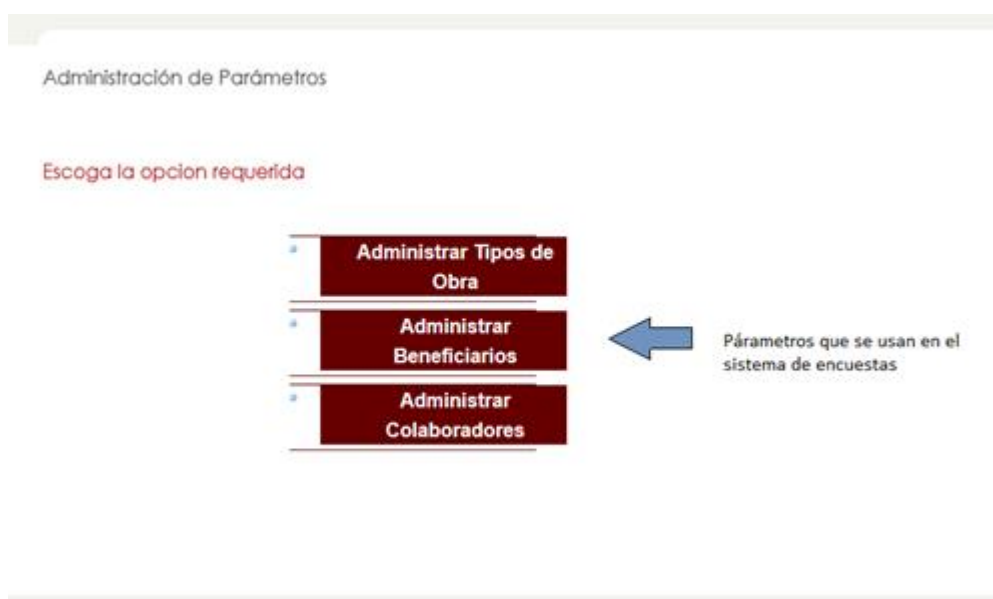 Administración de Parámetros
Escoga la opcion requerida
Administrar Tipos de
Obra
Administrar
Beneficiarios
Párametros que se usan en el
sistema de encuestas
Administrar
Colaboradores